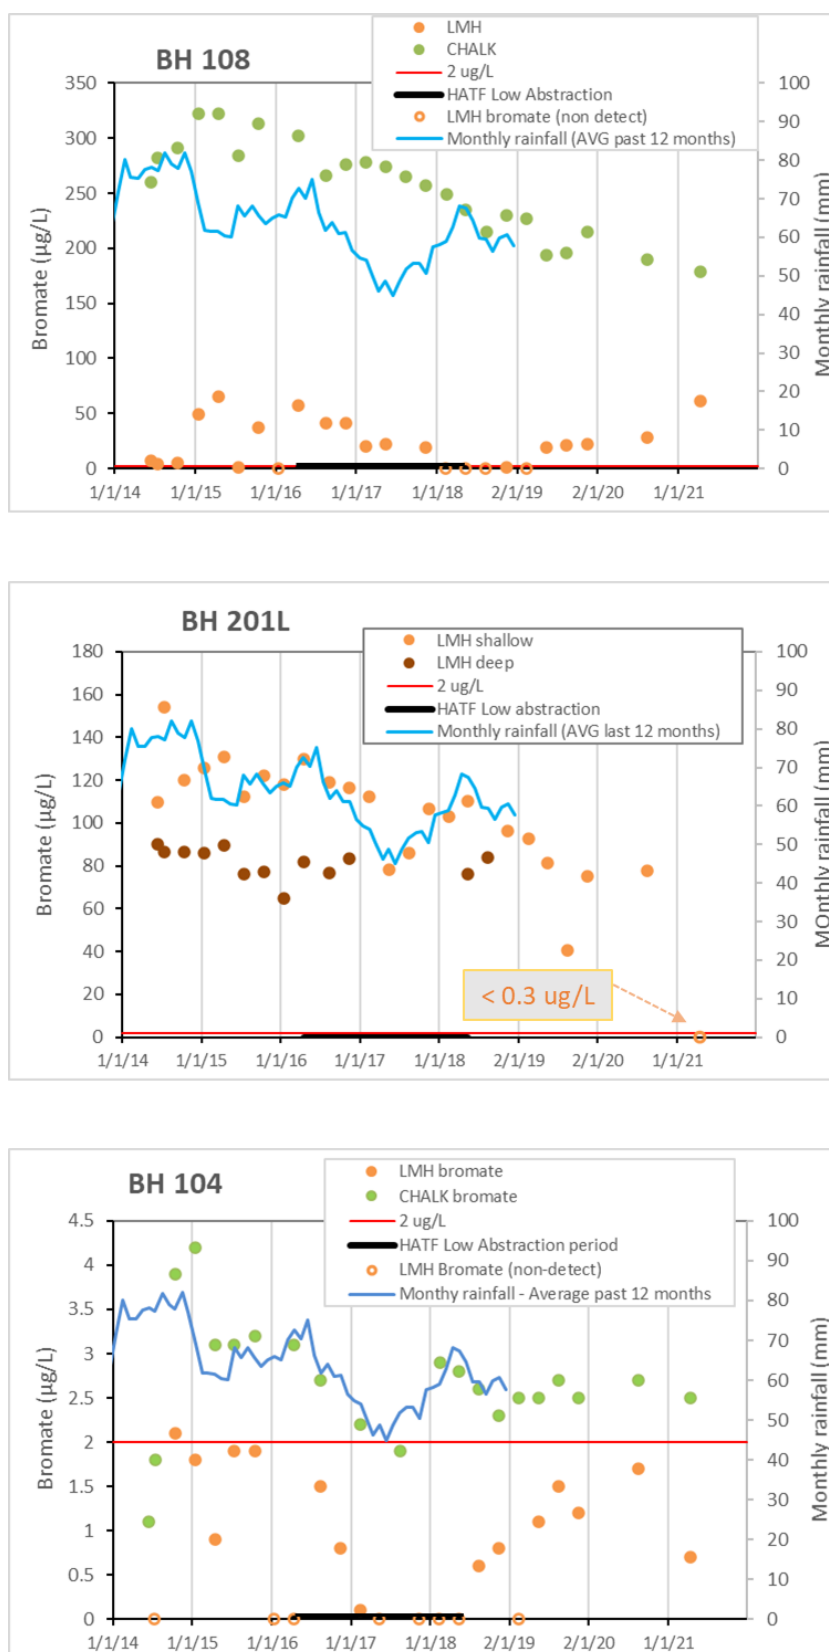 BH 108
LMH
CHALK
2 ug/L
HATF Low Abstraction
LMH bromate (non detect)
Monthly rainfall (AVG past 12 months)
Bromate (µg/L)
350
300
250
200
150
100
50
0
100
90
80
70
60
50
40
30
20
10
0
Monthly rainfall (mm)
1/1/14 1/1/15 1/1/16 1/1/17 1/1/18 2/1/19 2/1/20 1/1/21
BH 201L
LMH shallow
LMH deep
2 ug/L
HATF Low abstraction
Monthly rainfall (AVG last 12 months)
Bromate (µg/L)
180
160
140
120
100
80
60
40
20
0
100
90
80
70
60
50
40
30
20
10
0
MOnthly rainfall (mm)
< 0.3 ug/L
1/1/14 1/1/15 1/1/16 1/1/17 1/1/18 2/1/19 2/1/20 1/1/21
BH 104
LMH bromate
CHALK bromate
2 ug/L
HATF Low Abstraction period
LMH Bromate (non-detect)
Monthy rainfall - Average past 12 months
Bromate (µg/L)
4.5
4
3.5
3
2.5
2
1.5
1
0.5
0
100
90
80
70
60
50
40
30
20
10
0
Monthly rainfall (mm)
1/1/14 1/1/15 1/1/16 1/1/17 1/1/18 2/1/19 2/1/20 1/1/21